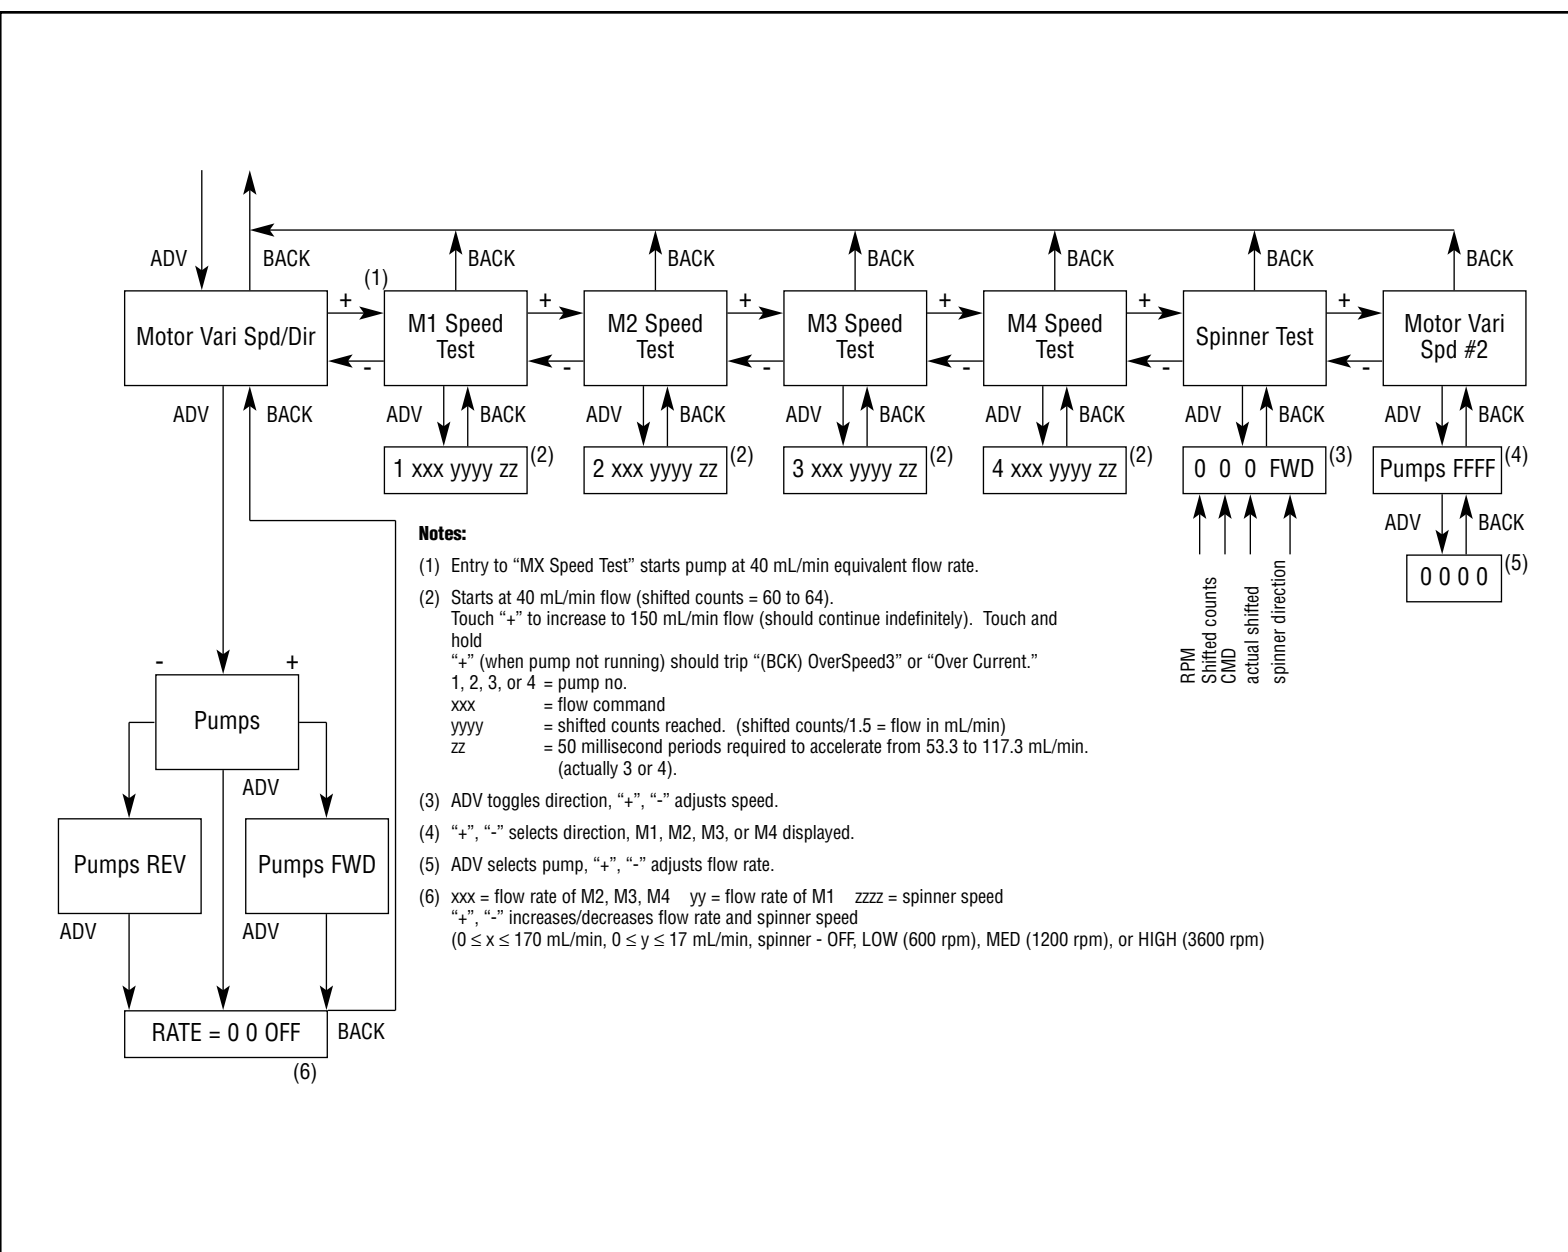 ADV BACK BACK BACK BACK BACK BACK BACK
(1)
+ + + + + +
Motor Vari Spd/Dir
M1 Speed
Test
M2 Speed
Test
M3 Speed
Test
M4 Speed
Test
Spinner Test
Motor Vari
Spd #2
- - - - - -
ADV BACK ADV BACK ADV BACK ADV BACK ADV BACK ADV BACK ADV BACK
1 xxx yyyy zz (2)
2 xxx yyyy zz (2)
3 xxx yyyy zz (2)
4 xxx yyyy zz (2)
0 0 0 FWD (3)
Pumps FFFF (4)
ADV BACK
0 0 0 0 (5)
RPM
Shifted counts
CMD
actual shifted
spinner direction
Notes:
(1) Entry to “MX Speed Test” starts pump at 40 mL/min equivalent flow rate.
(2) Starts at 40 mL/min flow (shifted counts = 60 to 64).
Touch “+” to increase to 150 mL/min flow (should continue indefinitely). Touch and
hold
“+” (when pump not running) should trip “(BCK) OverSpeed3” or “Over Current.”
1, 2, 3, or 4 = pump no.
xxx = flow command
yyyy = shifted counts reached. (shifted counts/1.5 = flow in mL/min)
zz = 50 millisecond periods required to accelerate from 53.3 to 117.3 mL/min.
(actually 3 or 4).
(3) ADV toggles direction, “+”, “-” adjusts speed.
(4) “+”, “-” selects direction, M1, M2, M3, or M4 displayed.
(5) ADV selects pump, “+”, “-” adjusts flow rate.
(6) xxx = flow rate of M2, M3, M4 yy = flow rate of M1 zzzz = spinner speed
“+”, “-” increases/decreases flow rate and spinner speed
(0 ≤ x ≤ 170 mL/min, 0 ≤ y ≤ 17 mL/min, spinner - OFF, LOW (600 rpm), MED (1200 rpm), or HIGH (3600 rpm)
- +
Pumps
ADV
Pumps REV
Pumps FWD
ADV ADV
RATE = 0 0 OFF BACK
(6)